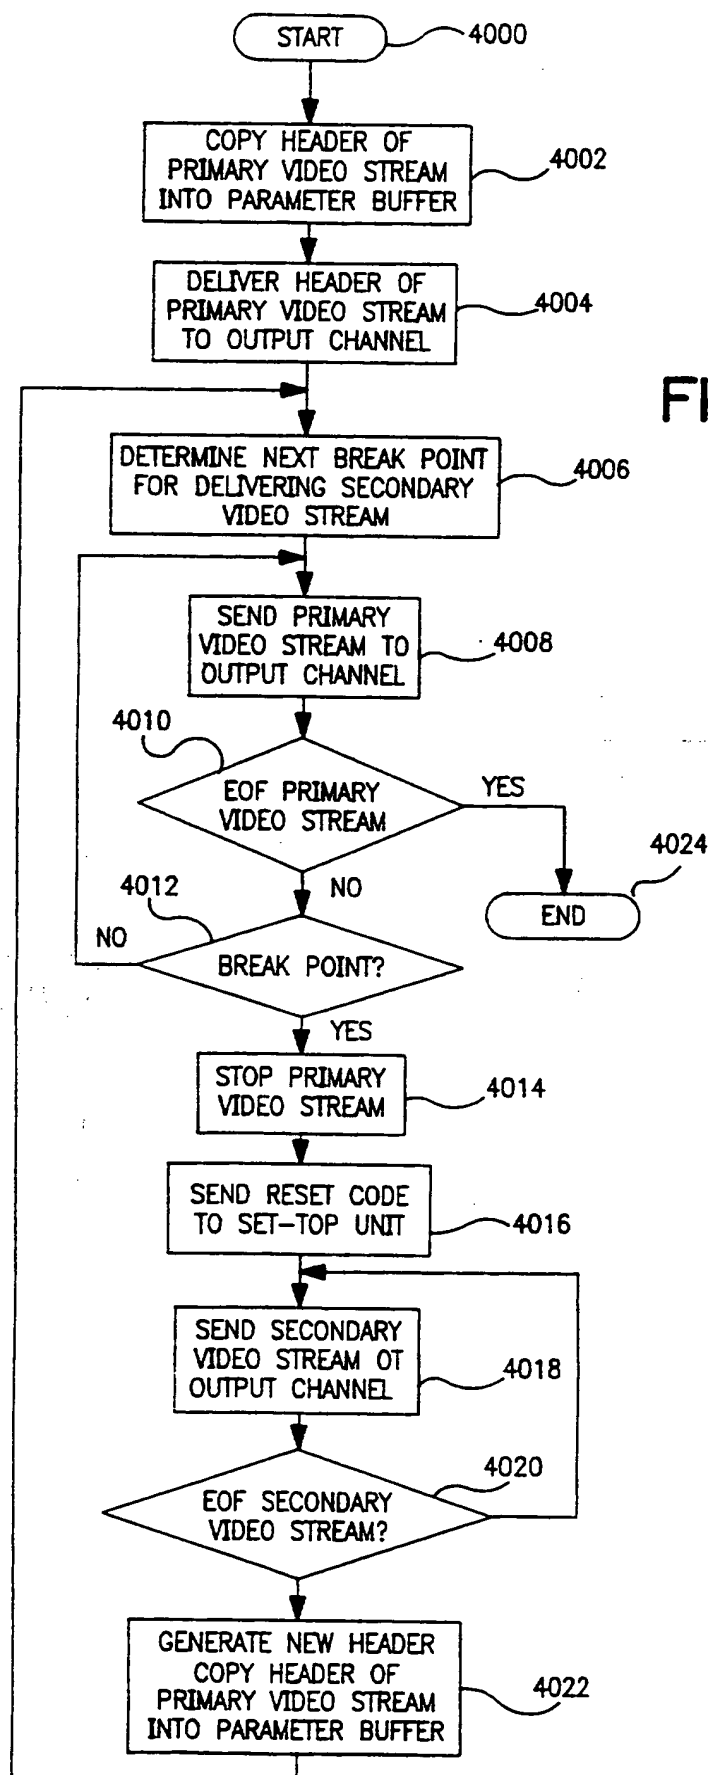 START
4000
COPY HEADER OF
PRIMARY VIDEO STREAM
INTO PARAMETER BUFFER
4002
DELIVER HEADER OF
PRIMARY VIDEO STREAM
TO OUTPUT CHANNEL
4004
FI
DETERMINE NEXT BREAK POINT
FOR DELIVERING SECONDARY
VIDEO STREAM
4006
SEND PRIMARY
VIDEO STREAM TO
OUTPUT CHANNEL
4008
4010
EOF PRIMARY
VIDEO STREAM
YES
4024
END
NO
4012
NO
BREAK POINT?
YES
STOP PRIMARY
VIDEO STREAM
4014
SEND RESET CODE
TO SET-TOP UNIT
4016
SEND SECONDARY
VIDEO STREAM OT
OUTPUT CHANNEL
4018
4020
EOF SECONDARY
VIDEO STREAM?
GENERATE NEW HEADER
COPY HEADER OF
PRIMARY VIDEO STREAM
INTO PARAMETER BUFFER
4022